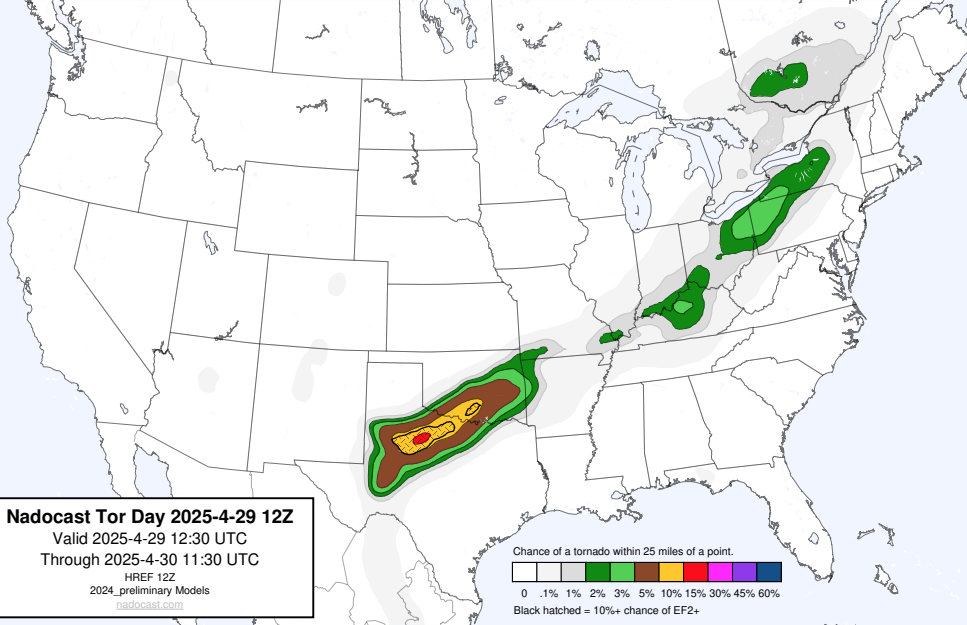 Nadocast Tor Day 2025-4-29 12Z
Valid 2025-4-29 12:30 UTC
Through 2025-4-30 11:30 UTC
HREF 12Z
2024_preliminary Models
nadocast.com
Chance of a tornado within 25 miles of a point.
0 .1% 1% 2% 3% 5% 10% 15% 30% 45% 60%
Black hatched = 10%+ chance of EF2+